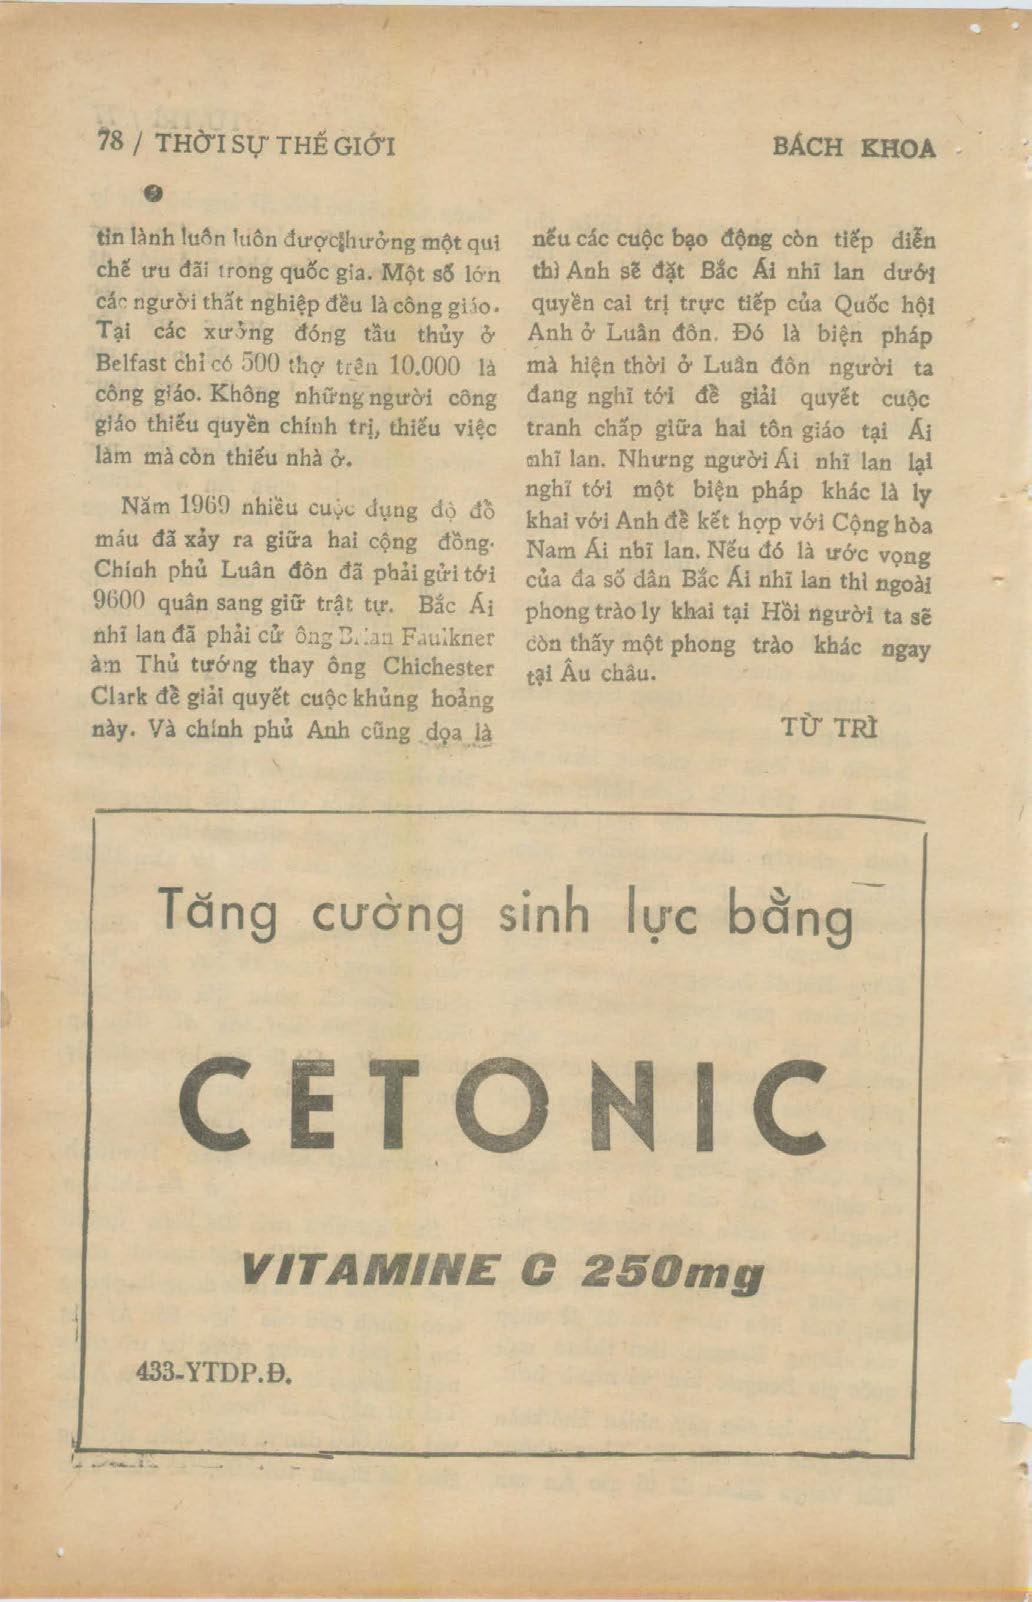 78 / THỜI SỰ THẾ GIỚI
BÁCH KHOA
tin lành luôn luôn được hưởng một qui
chế ưu đãi trong quốc gia. Một số lớn
các người thất nghiệp đều là công giáo.
Tại các xưởng đóng tầu thủy ở
Belfast chỉ có 500 thợ trên 10.000 là
công giáo. Không những người công
giáo thiếu quyền chính trị, thiếu việc
làm mà còn thiếu nhà ở.
Năm 1969 nhiều cuộc đụng độ đổ
máu đã xảy ra giữa hai cộng đồng.
Chính phủ Luân đôn đã phải gửi tới
9600 quân sang giữ trật tự. Bắc Ái
nhĩ lan đã phải cử ông Brian Faulkner
àm Thủ tướng thay ông Chichester
Clark để giải quyết cuộc khủng hoảng
này. Và chính phủ Anh cũng dọa là
nếu các cuộc bạo động còn tiếp diễn
thì Anh sẽ đặt Bắc Ái nhĩ lan dưới
quyền cai trị trực tiếp của Quốc hội
Anh ở Luân đôn. Đó là biện pháp
mà hiện thời ở Luân đôn người ta
đang nghĩ tới để giải quyết cuộc
tranh chấp giữa hai tôn giáo tại Ái
nhĩ lan. Nhưng người Ái nhĩ lan lại
nghĩ tới một biện pháp khác là ly
khai với Anh để kết hợp với Cộng hòa
Nam Ái nhĩ lan. Nếu đó là ước vọng
của đa số dân Bắc Ái nhĩ lan thì ngoài
phong trào ly khai tại Hồi người ta sẽ
còn thấy một phong trào khác ngay
tại Âu châu.
TỪ TRÌ
Tăng cường sinh lực bằng
CETONIC
VITAMINE C 250mg
433-YTDP.Đ.